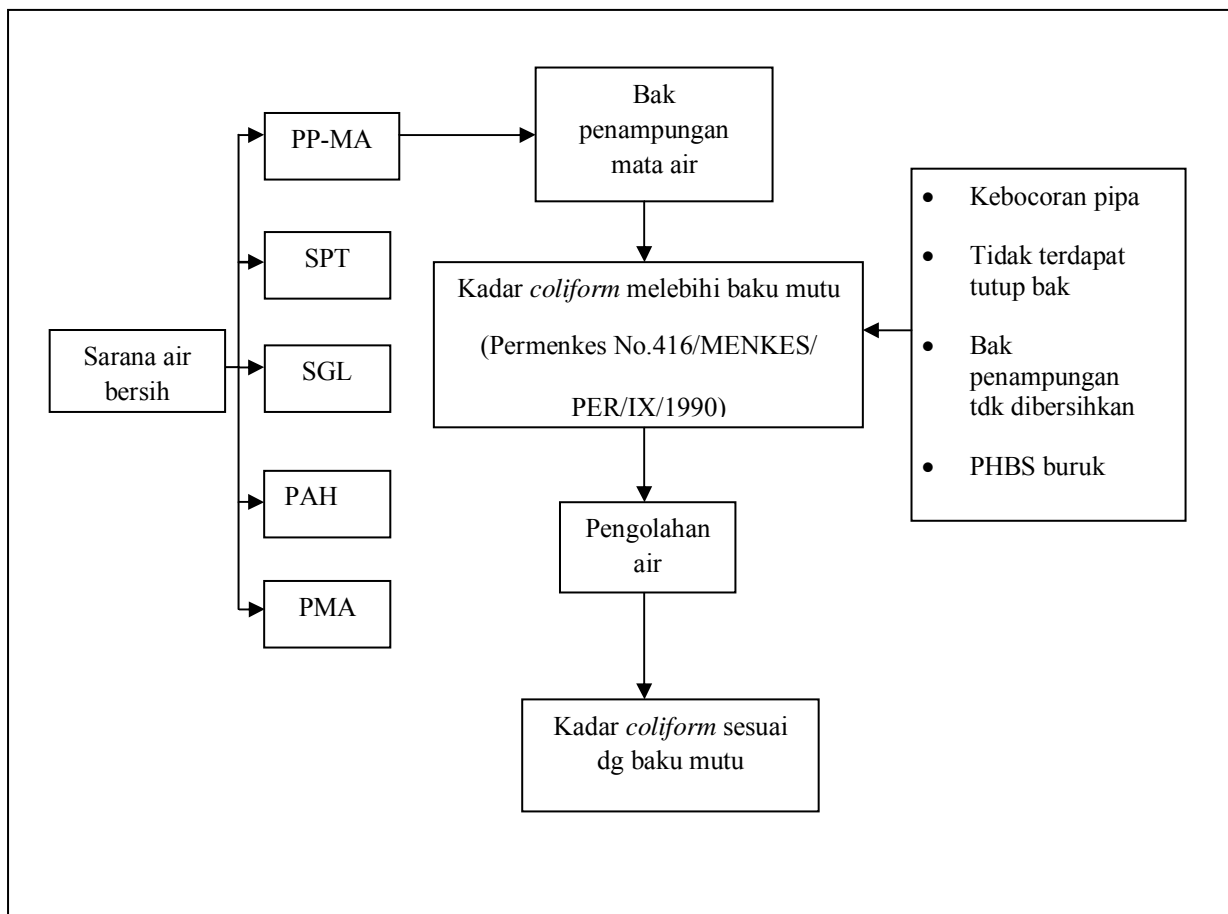 Sarana air
bersih
PP-MA
SPT
SGL
PAH
PMA
Bak
penampungan
mata air
Kadar coliform melebihi baku mutu
(Permenkes No.416/MENKES/
PER/IX/1990)
Pengolahan
air
Kadar coliform sesuai
dg baku mutu
• Kebocoran pipa
• Tidak terdapat
tutup bak
• Bak
penampungan
tdk dibersihkan
• PHBS buruk